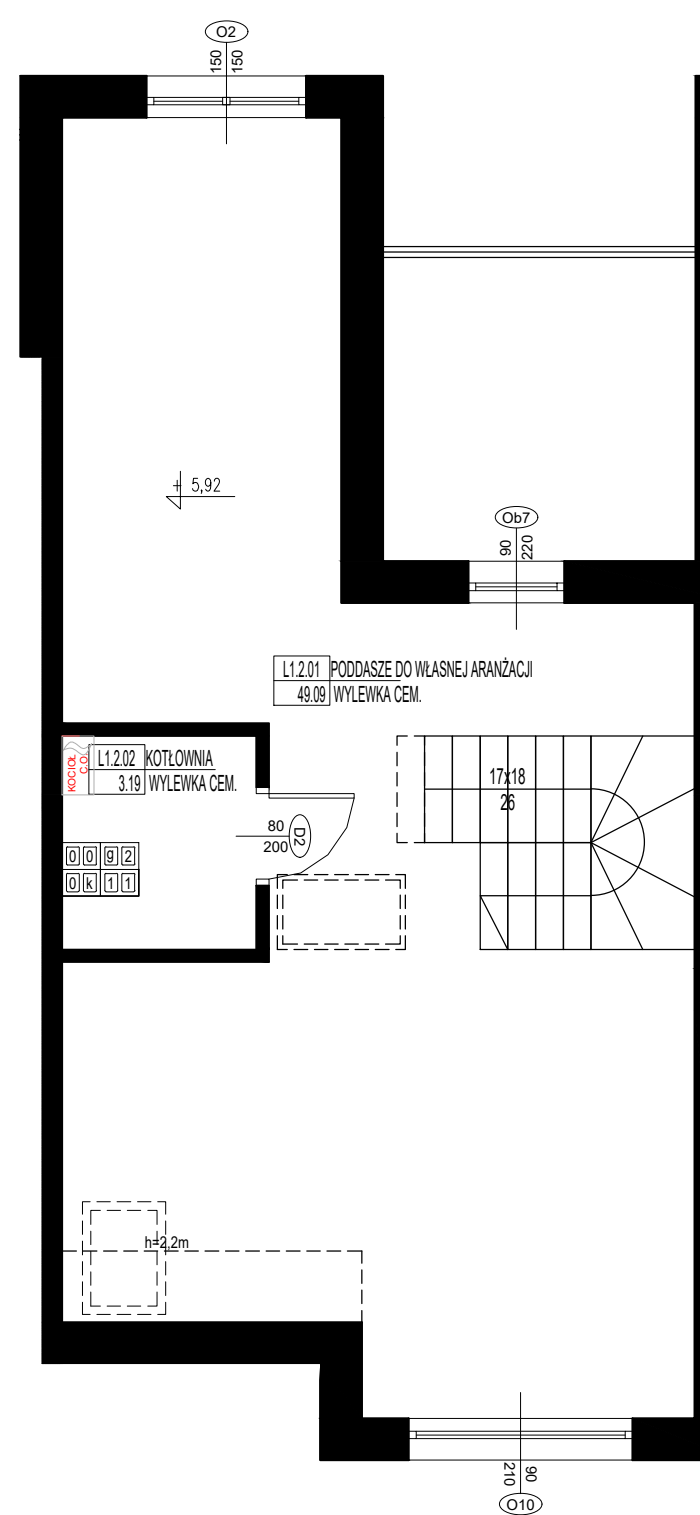 O2
150
150
+ 5,92
Ob7
90
220
L1.2.01 PODDASZE DO WŁASNEJ ARANŻACJI
49.09 WYLEWKA CEM.
KOCIOŁ
C.O.
L1.2.02 KOTŁOWNIA
3.19 WYLEWKA CEM.
17x18
26
80
200
D2
0 0 g 2
0 k 1 1
h=2,2m
90
210
O10